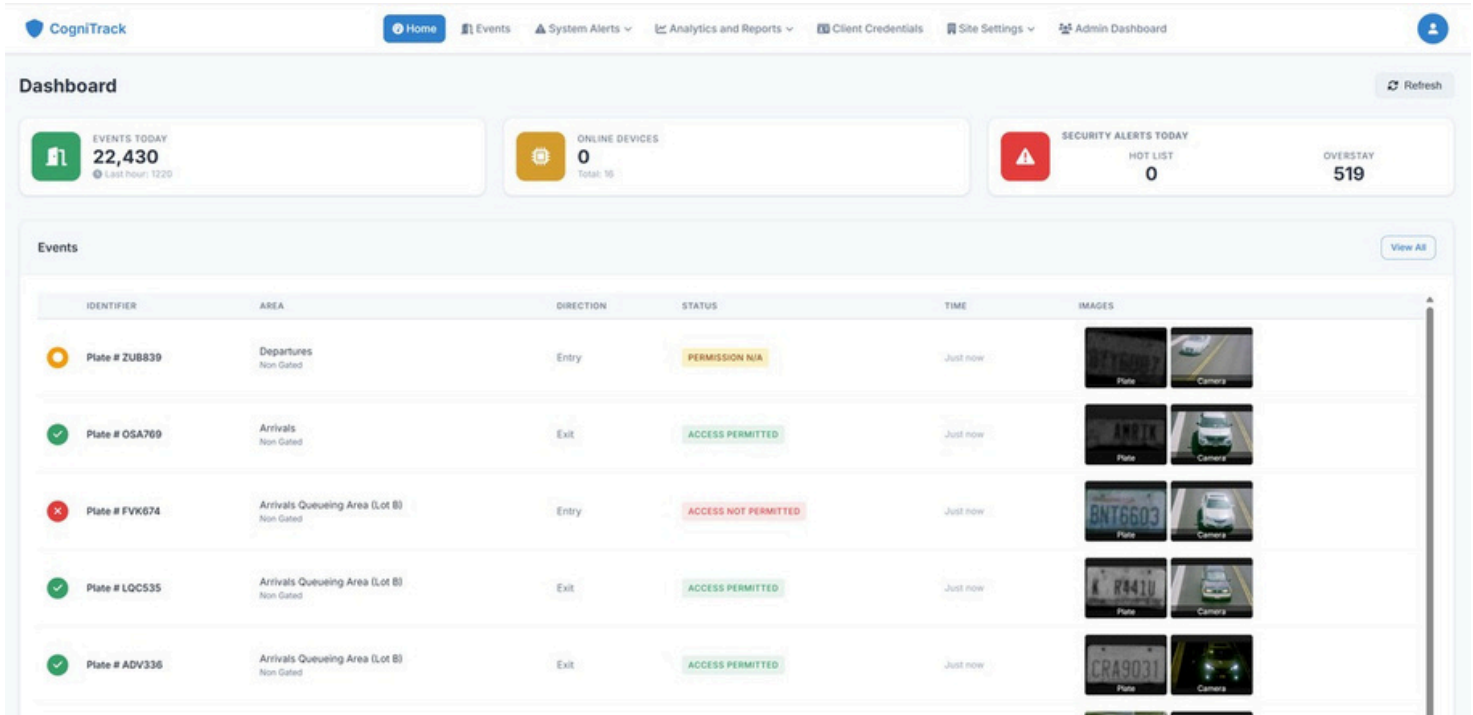 CogniTrack
Home
Events
System Alerts
Analytics and Reports
Client Credentials
Site Settings
Admin Dashboard
Dashboard
Refresh
EVENTS TODAY
22,430
Last hour: 1220
ONLINE DEVICES
0
Total: 16
SECURITY ALERTS TODAY
HOT LIST
0
OVERSTAY
519
Events
View All
IDENTIFIER AREA DIRECTION STATUS TIME IMAGES
Plate # ZUB839 Departures Entry PERMISSION N/A Just now
Non Gated
Plate Camera
Plate # OSA769 Arrivals Exit ACCESS PERMITTED Just now
Non Gated
AMRIK
Plate Camera
Plate # FVK674 Arrivals Queueing Area (Lot B) Entry ACCESS NOT PERMITTED Just now
Non Gated
BNT6603
Plate Camera
Plate # LQC535 Arrivals Queueing Area (Lot B) Exit ACCESS PERMITTED Just now
Non Gated
K R441U
Plate Camera
Plate # ADV336 Arrivals Queueing Area (Lot B) Exit ACCESS PERMITTED Just now
Non Gated
CRA9031
Plate Camera